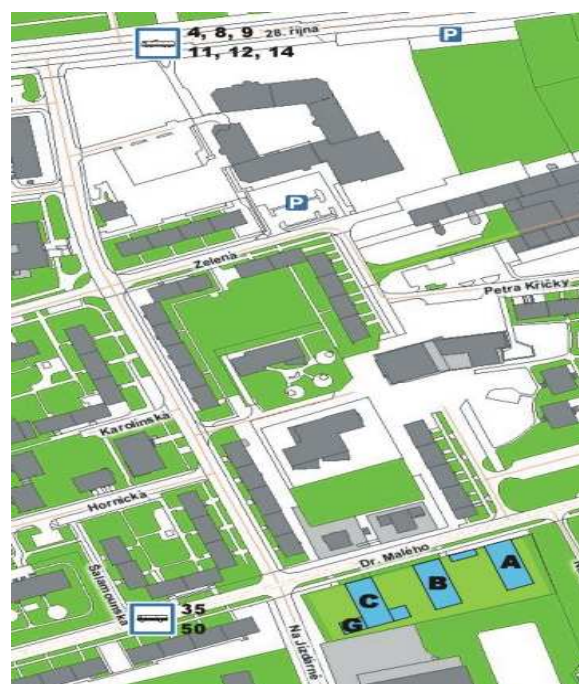 4, 8, 9 28. října
11, 12, 14
P
P
Zelená
Petra Křičky
Karolinská
Hornická
Šalamounská
Dr. Malého
A
B
C
G
35
50
Na Jízdárně